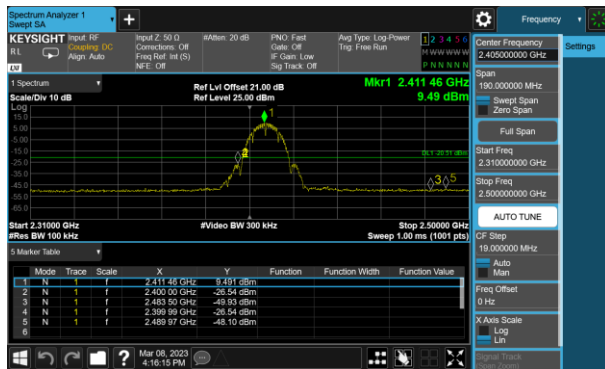 Spectrum Analyzer 1
Swept SA
+
Frequency
KEYSIGHT Input: RF Input Z: 50 Ω #Atten: 20 dB PNO: Fast Avg Type: Log-Power 1 2 3 4 5 6
RL Coupling: DC Corrections: Off Gate: Off Trig: Free Run M W W W W W
Align: Auto Freq Ref: Int (S) IF Gain: Low
NFE: Off Sig Track: Off P N N N N N
LXI
Center Frequency
2.405000000 GHz
Settings
Span
190.000000 MHz
Swept Span
Zero Span
Full Span
Start Freq
2.310000000 GHz
Stop Freq
2.500000000 GHz
AUTO TUNE
CF Step
19.000000 MHz
Auto
Man
Freq Offset
0 Hz
X Axis Scale
Log
Lin
Signal Track
(Span Zoom)
1 Spectrum
Ref Lvl Offset 21.00 dB Mkr1 2.411 46 GHz
Scale/Div 10 dB Ref Level 25.00 dBm 9.49 dBm
Log
15.0
5.00
-5.00
-15.0
-25.0
-35.0
-45.0
-55.0
-65.0
1
DL1 -20.51 dBm
3
5
Start 2.31000 GHz #Video BW 300 kHz Stop 2.50000 GHz
#Res BW 100 kHz Sweep 1.00 ms (1001 pts)
5 Marker Table
Mode Trace Scale X Y Function Function Width Function Value
1 N 1 f 2.411 46 GHz 9.491 dBm
2 N 1 f 2.400 00 GHz -26.54 dBm
3 N 1 f 2.483 50 GHz -49.93 dBm
4 N 1 f 2.399 99 GHz -26.54 dBm
5 N 1 f 2.489 97 GHz -48.10 dBm
6
?
Mar 08, 2023
4:16:15 PM